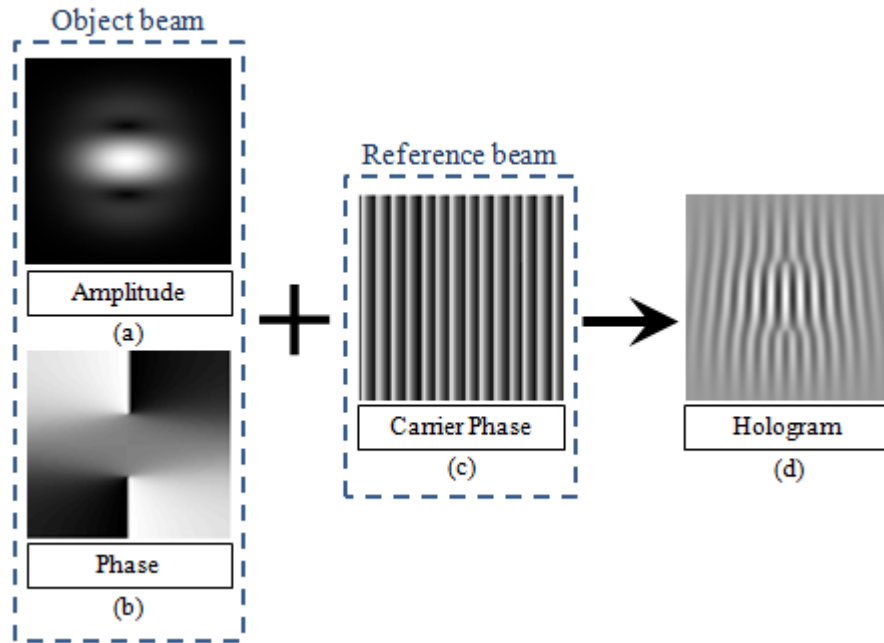 Object beam
Amplitude
(a)
Phase
(b)
Reference beam
Carrier Phase
(c)
Hologram
(d)